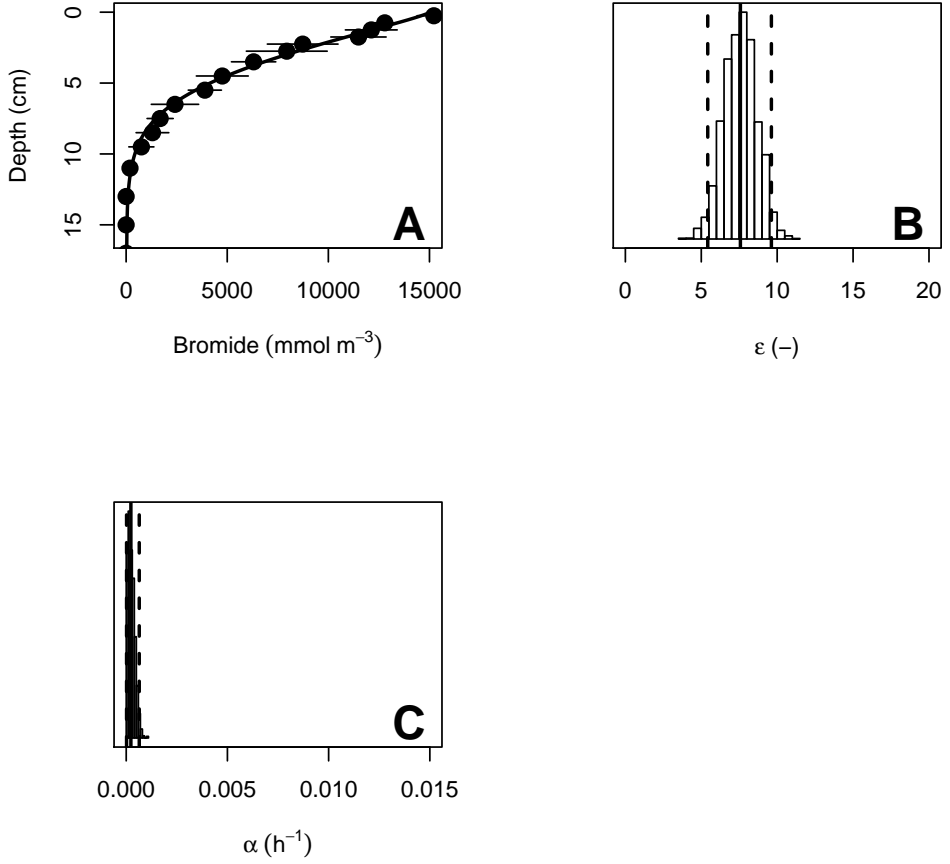 0
5
10
15
Depth (cm)
A
0 5000 10000 15000
Bromide (mmol m⁻³)
B
0 5 10 15 20
ε (−)
C
0.000 0.005 0.010 0.015
α (h⁻¹)